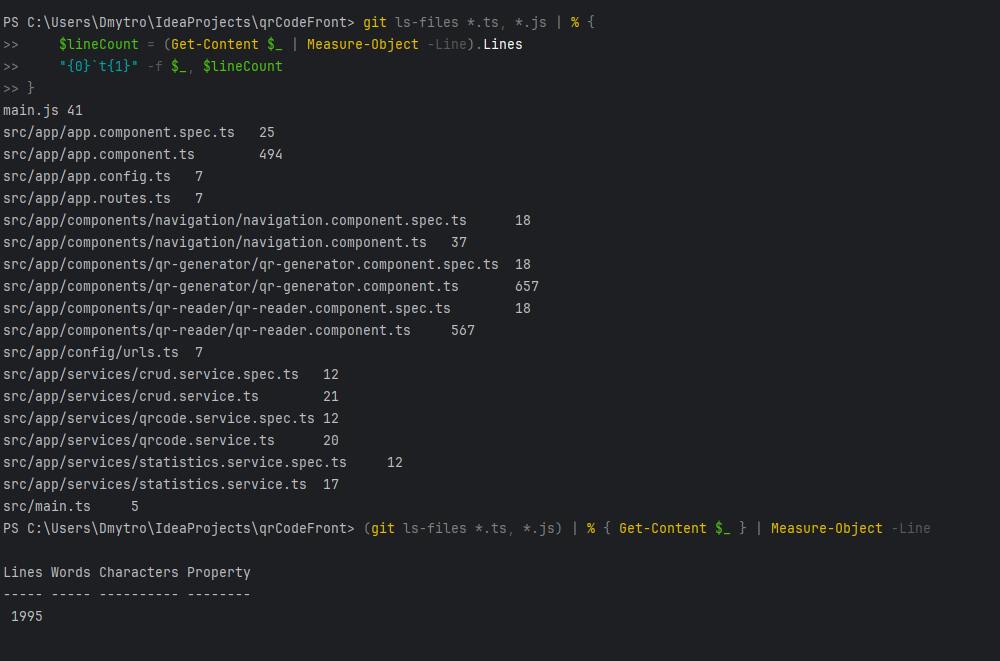 PS C:\Users\Dmytro\IdeaProjects\qrCodeFront> git ls-files *.ts, *.js | % {
>>     $lineCount = (Get-Content $_ | Measure-Object -Line).Lines
>>     "{0}`t{1}" -f $_, $lineCount
>> }
main.js 41
src/app/app.component.spec.ts   25
src/app/app.component.ts        494
src/app/app.config.ts   7
src/app/app.routes.ts   7
src/app/components/navigation/navigation.component.spec.ts      18
src/app/components/navigation/navigation.component.ts   37
src/app/components/qr-generator/qr-generator.component.spec.ts  18
src/app/components/qr-generator/qr-generator.component.ts       657
src/app/components/qr-reader/qr-reader.component.spec.ts        18
src/app/components/qr-reader/qr-reader.component.ts     567
src/app/config/urls.ts  7
src/app/services/crud.service.spec.ts   12
src/app/services/crud.service.ts        21
src/app/services/qrcode.service.spec.ts 12
src/app/services/qrcode.service.ts      20
src/app/services/statistics.service.spec.ts     12
src/app/services/statistics.service.ts  17
src/main.ts     5
PS C:\Users\Dmytro\IdeaProjects\qrCodeFront> (git ls-files *.ts, *.js) | % { Get-Content $_ } | Measure-Object -Line
Lines Words Characters Property
----- ----- ---------- --------
 1995